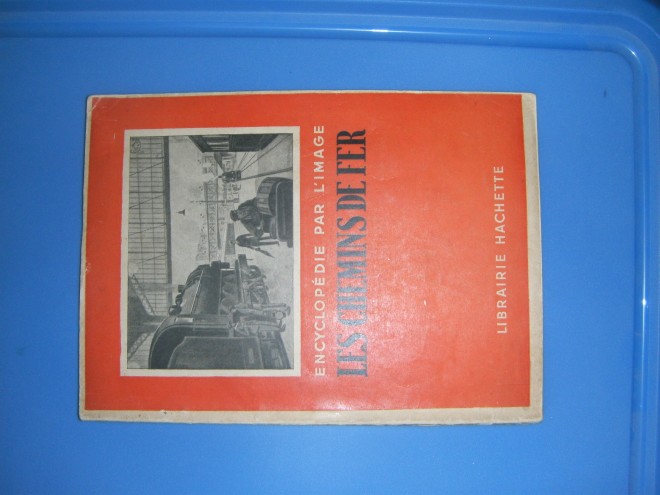 ENCYCLOPÉDIE PAR L'IMAGE
LES CHEMINS DE FER
LIBRAIRIE HACHETTE